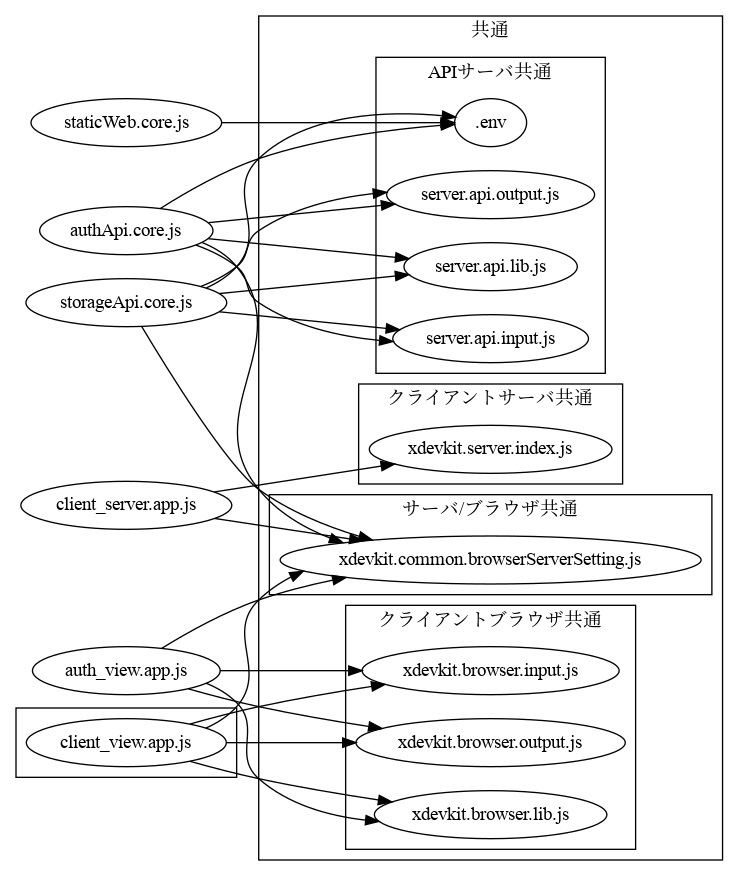 共通
APIサーバ共通
staticWeb.core.js
.env
server.api.output.js
authApi.core.js
server.api.lib.js
storageApi.core.js
server.api.input.js
クライアントサーバ共通
xdevkit.server.index.js
client_server.app.js
サーバ/ブラウザ共通
xdevkit.common.browserServerSetting.js
クライアントブラウザ共通
auth_view.app.js
xdevkit.browser.input.js
client_view.app.js
xdevkit.browser.output.js
xdevkit.browser.lib.js